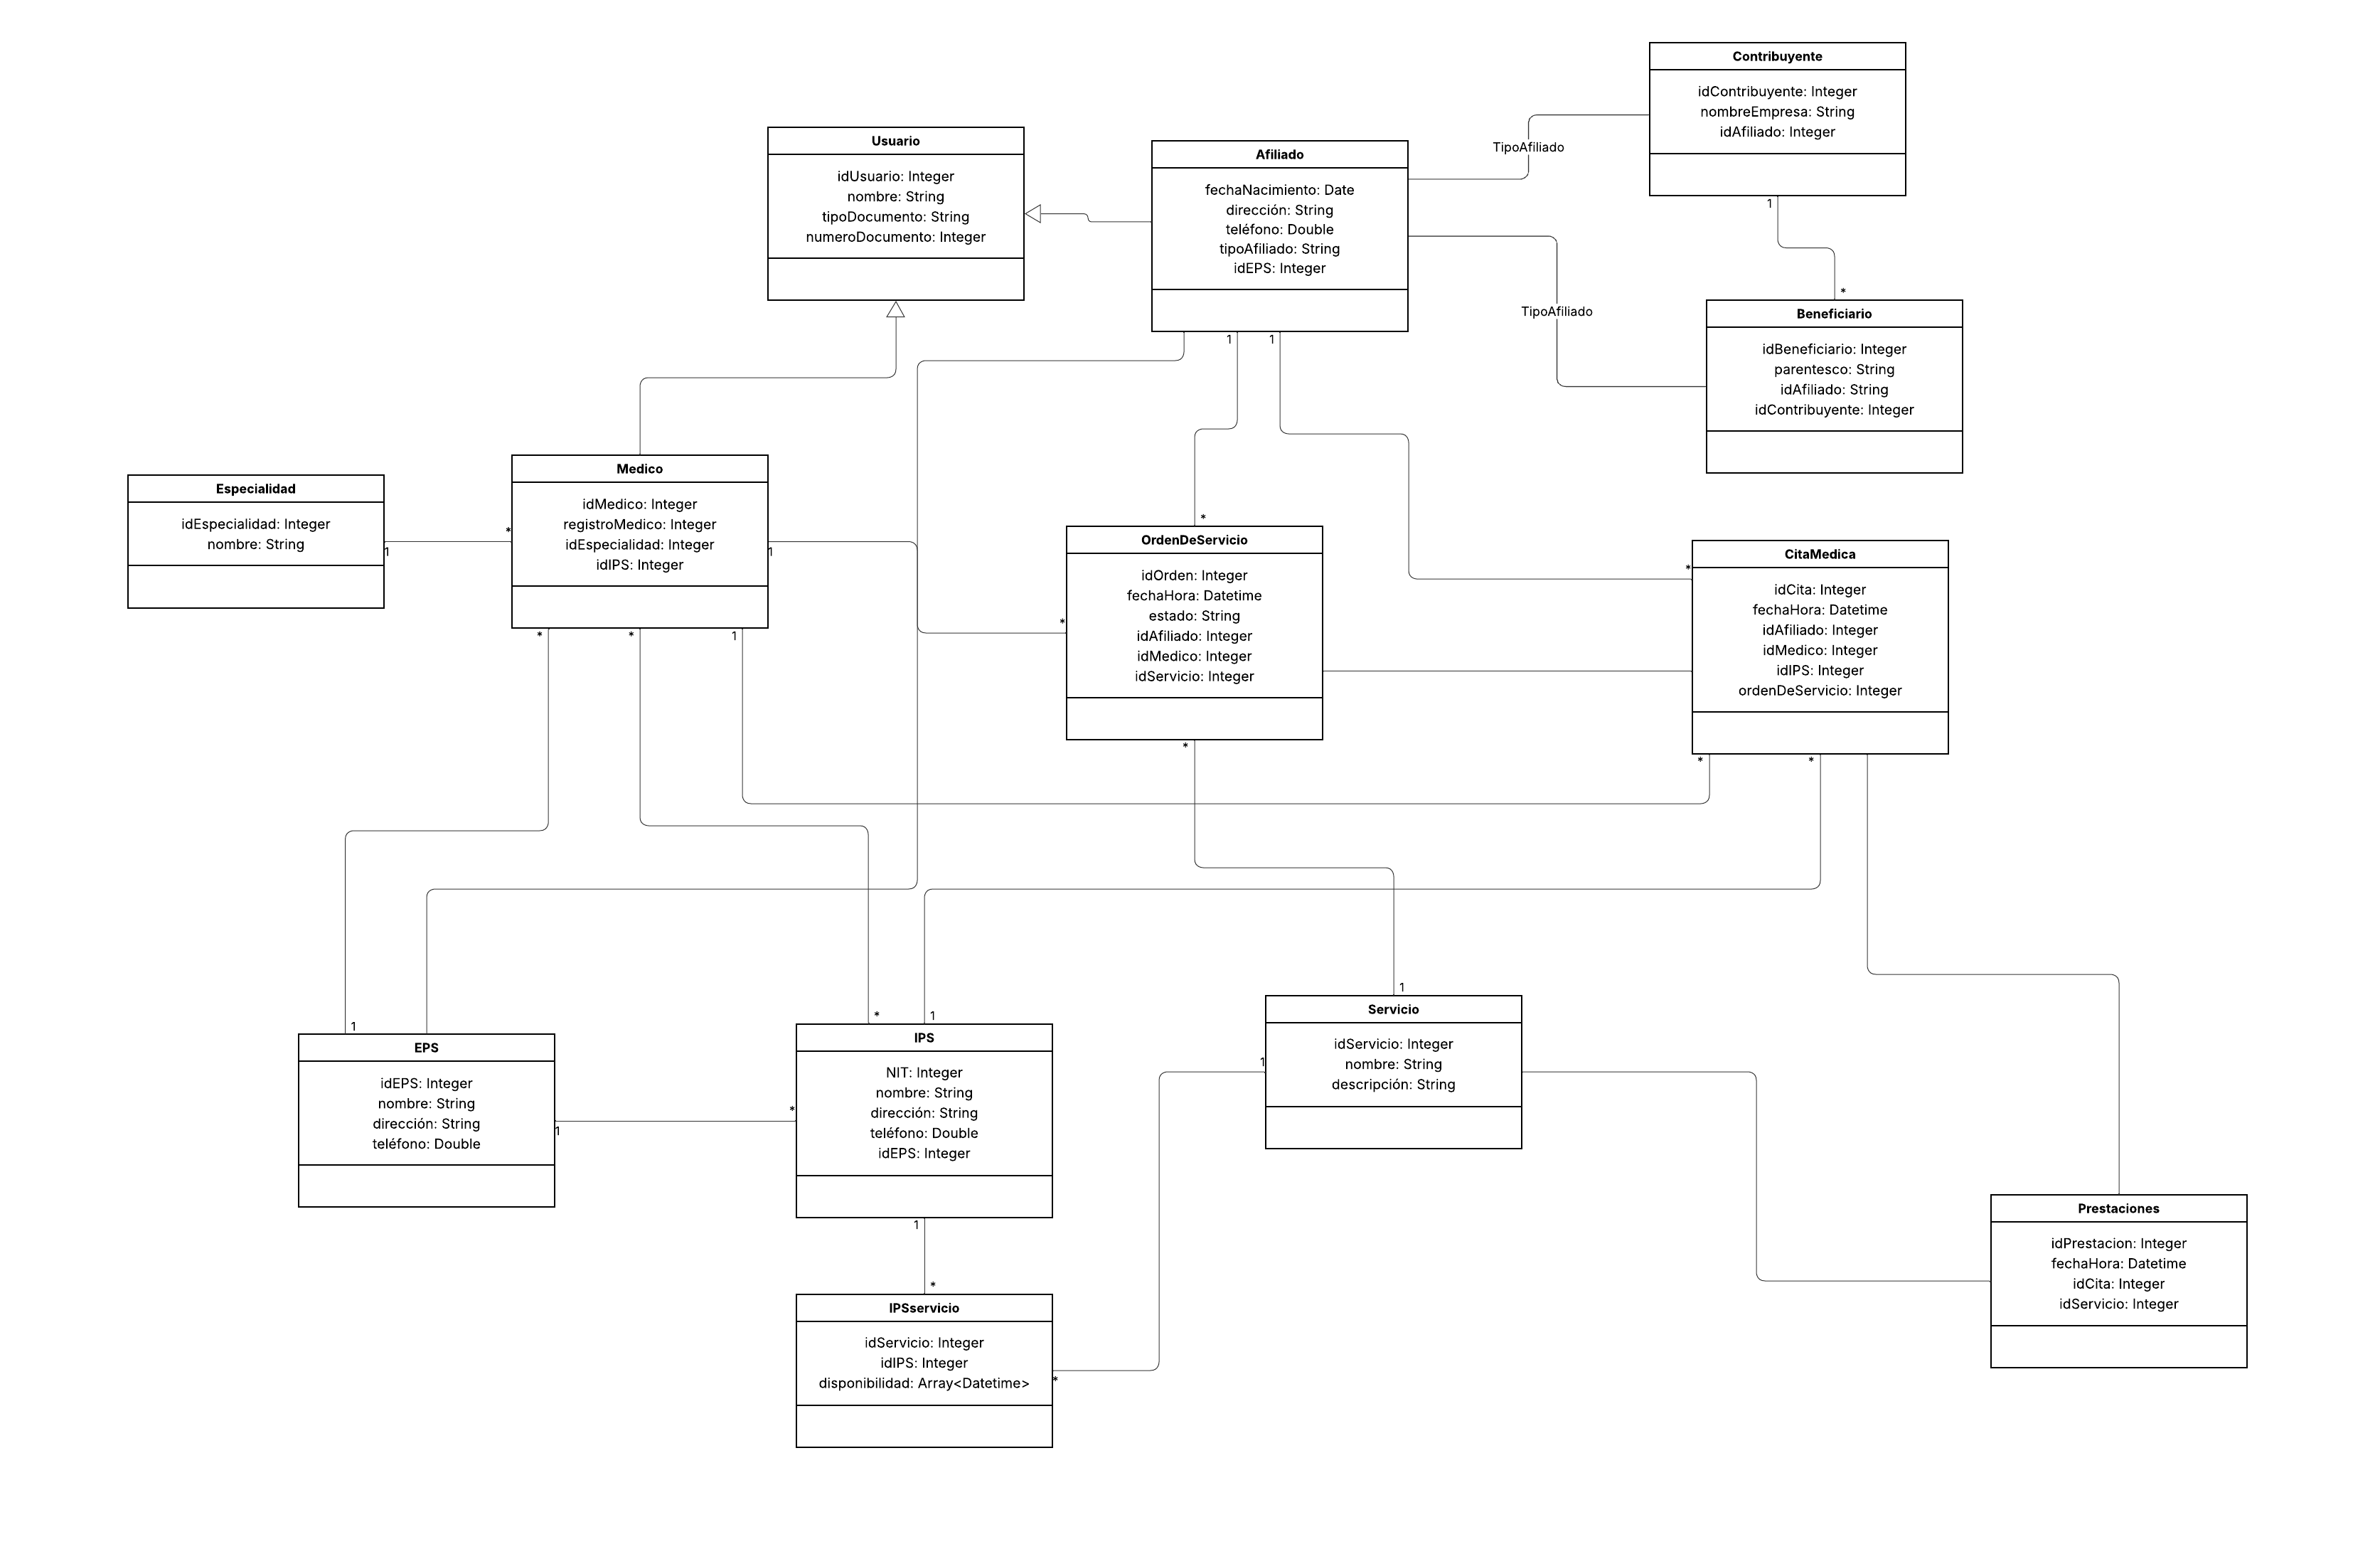 Contribuyente
idContribuyente: Integer
nombreEmpresa: String
idAfiliado: Integer
1
Usuario
idUsuario: Integer
nombre: String
tipoDocumento: String
numeroDocumento: Integer
Afiliado
fechaNacimiento: Date
dirección: String
teléfono: Double
tipoAfiliado: String
idEPS: Integer
1
1
TipoAfiliado
TipoAfiliado
*
Beneficiario
idBeneficiario: Integer
parentesco: String
idAfiliado: String
idContribuyente: Integer
Especialidad
idEspecialidad: Integer
nombre: String
1
*
Medico
idMedico: Integer
registroMedico: Integer
idEspecialidad: Integer
idIPS: Integer
1
*
*
1
*
OrdenDeServicio
idOrden: Integer
fechaHora: Datetime
estado: String
idAfiliado: Integer
idMedico: Integer
idServicio: Integer
*
*
*
CitaMedica
idCita: Integer
fechaHora: Datetime
idAfiliado: Integer
idMedico: Integer
idIPS: Integer
ordenDeServicio: Integer
*
*
1
EPS
idEPS: Integer
nombre: String
dirección: String
teléfono: Double
1
*
*
1
IPS
NIT: Integer
nombre: String
dirección: String
teléfono: Double
idEPS: Integer
1
1
1
Servicio
idServicio: Integer
nombre: String
descripción: String
*
IPSservicio
idServicio: Integer
idIPS: Integer
disponibilidad: Array<Datetime>
*
Prestaciones
idPrestacion: Integer
fechaHora: Datetime
idCita: Integer
idServicio: Integer